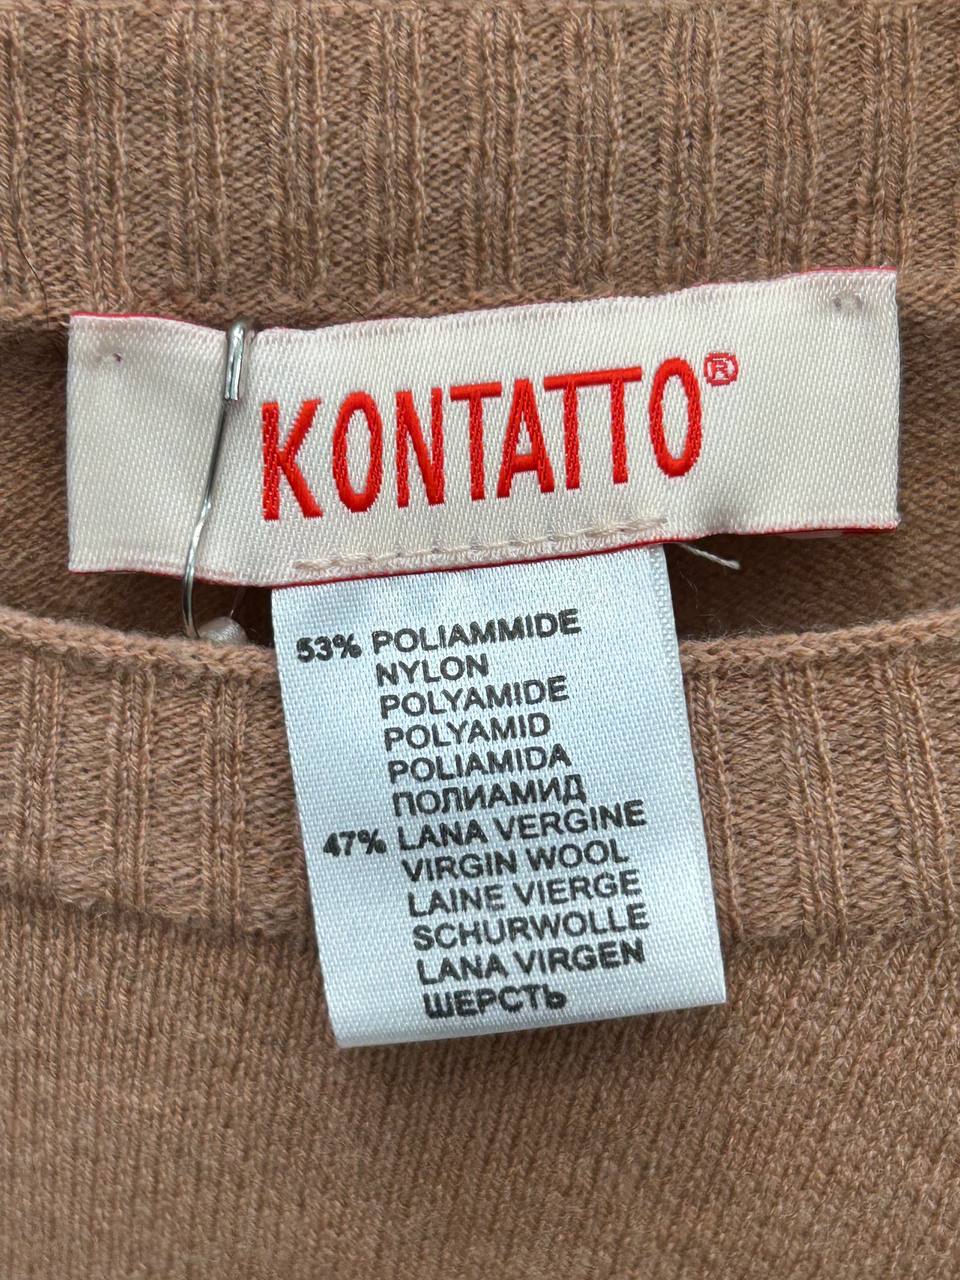 KONTATTO®
53% POLIAMMIDE
NYLON
POLYAMIDE
POLYAMID
POLIAMIDA
ПОЛИАМИД
47% LANA VERGINE
VIRGIN WOOL
LAINE VIERGE
SCHURWOLLE
LANA VIRGEN
ШЕРСТЬ